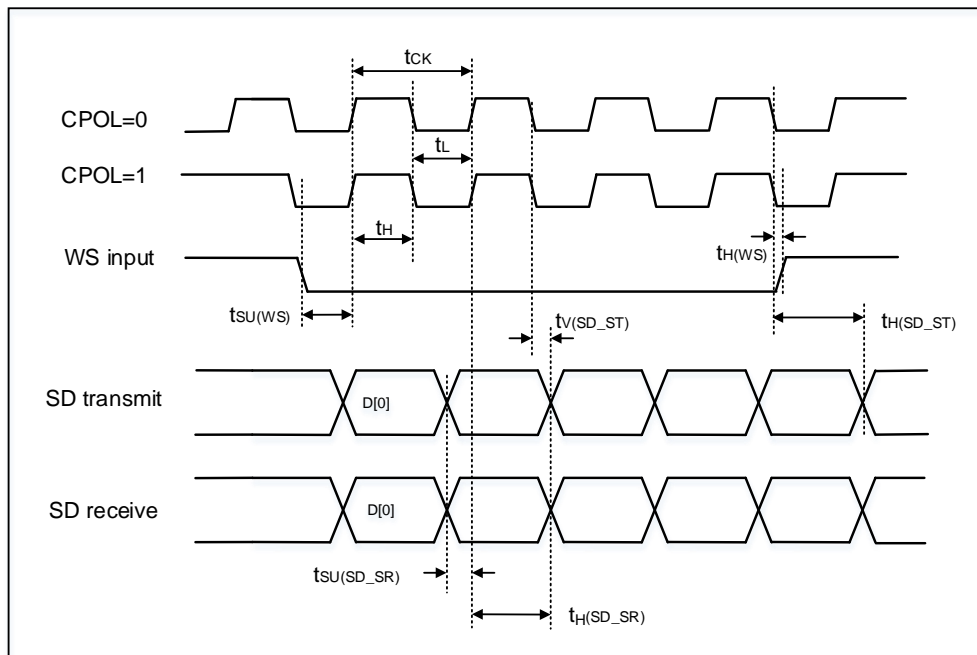 tCK
CPOL=0
tL
CPOL=1
tH
WS input
tH(WS)
tSU(WS)
tV(SD_ST)
tH(SD_ST)
SD transmit
D[0]
SD receive
D[0]
tSU(SD_SR)
tH(SD_SR)